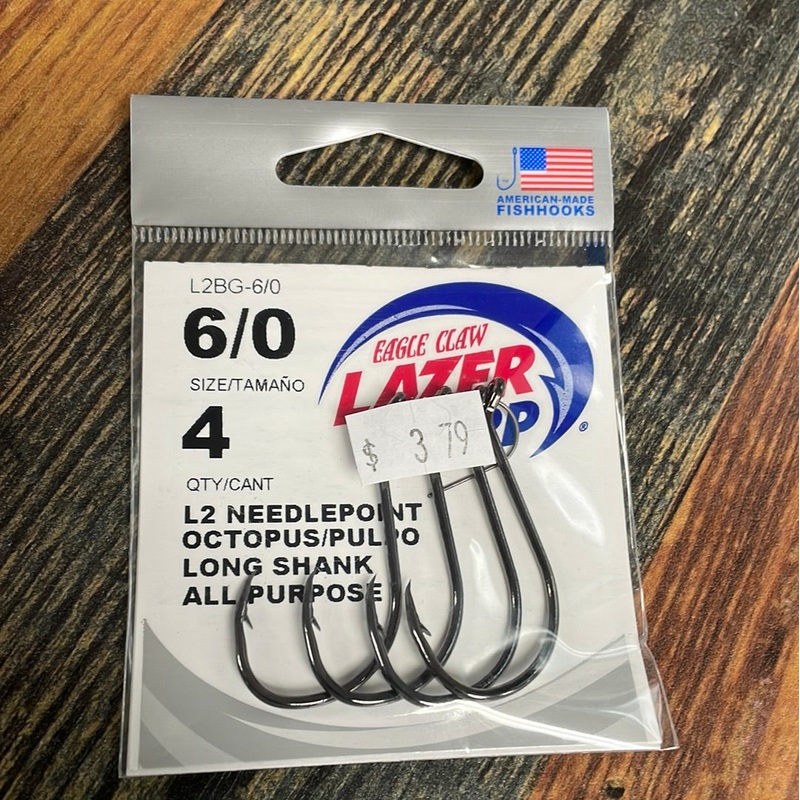 AMERICAN-MADE
FISHHOOKS
L2BG-6/0
6/0
SIZE/TAMAÑO
4
QTY/CANT
EAGLE CLAW
LAZER
®
$ 3 79
L2 NEEDLEPOINT
OCTOPUS/PULPO
LONG SHANK
ALL PURPOSE